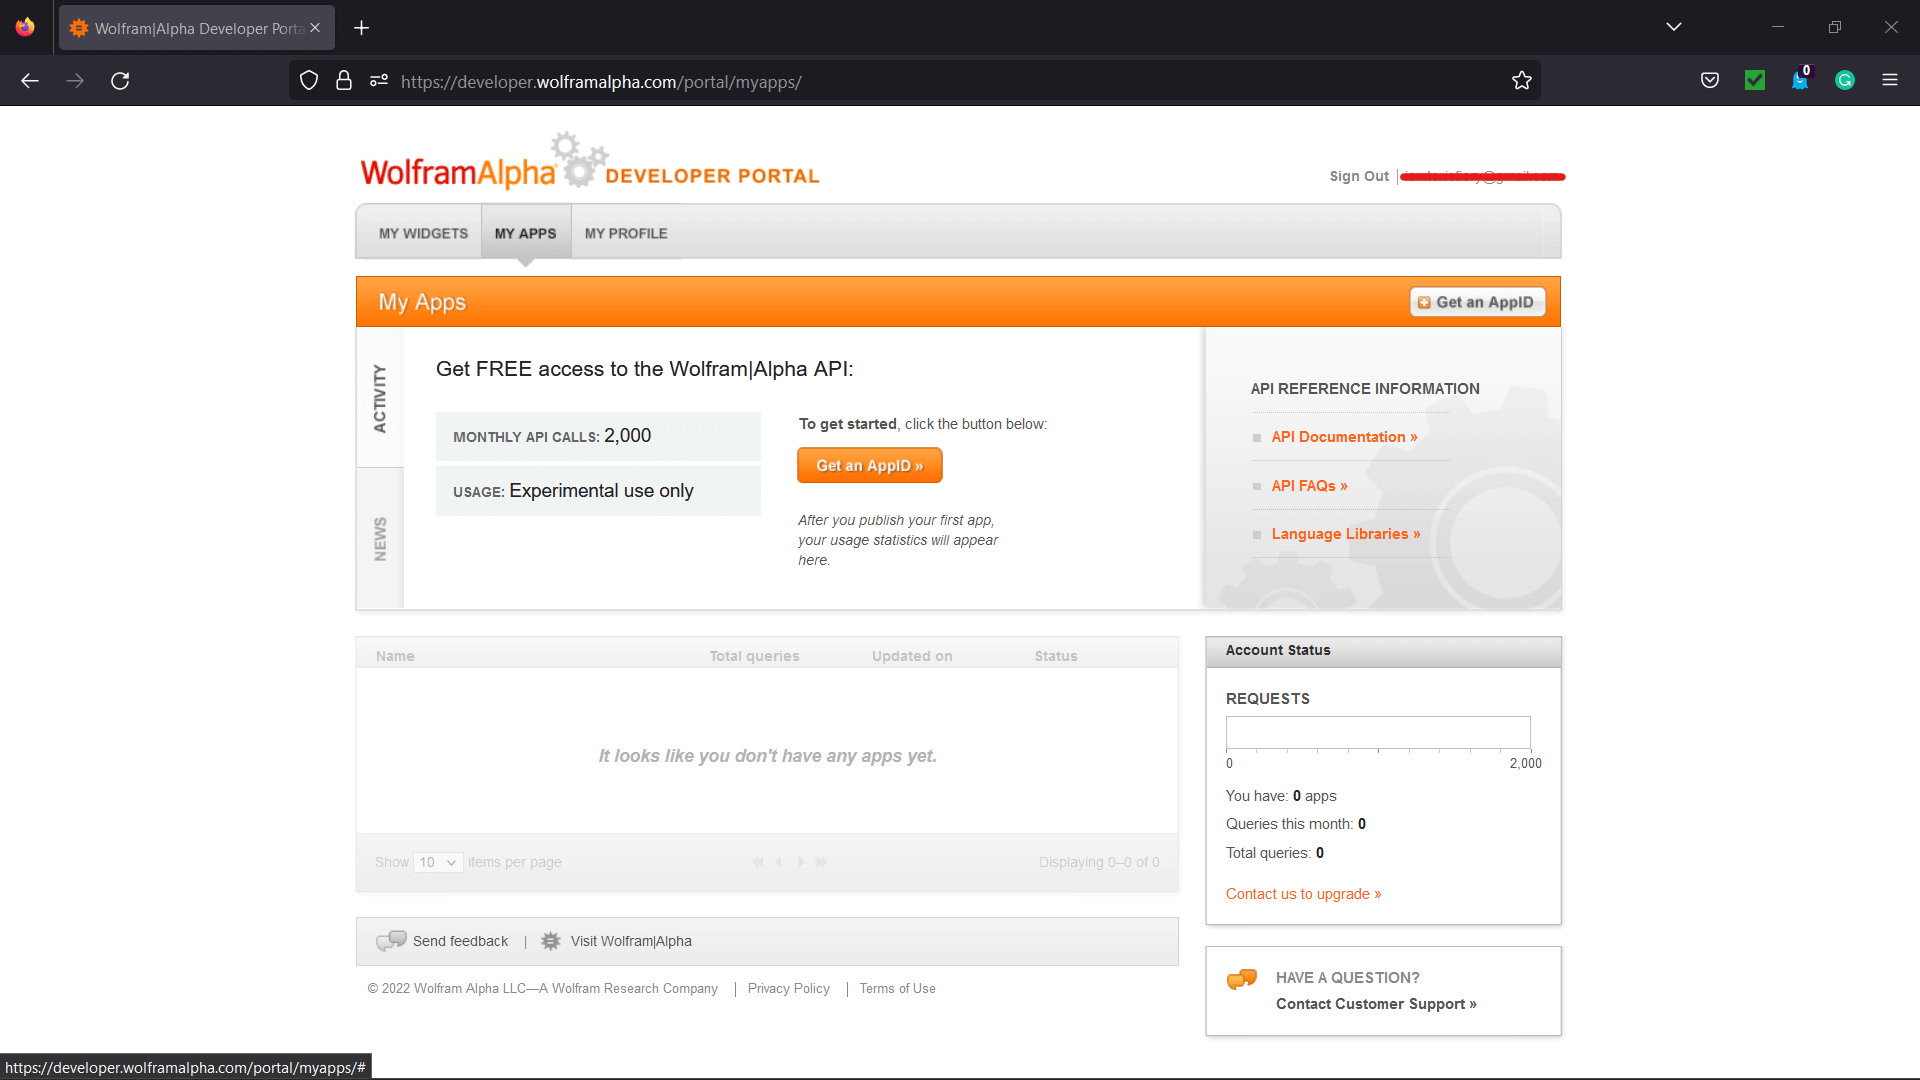 Wolfram|Alpha Developer Porta
https://developer.wolframalpha.com/portal/myapps/
0
WolframAlpha DEVELOPER PORTAL
Sign Out |
MY WIDGETS MY APPS MY PROFILE
My Apps
Get an AppID
ACTIVITY
NEWS
Get FREE access to the Wolfram|Alpha API:
MONTHLY API CALLS: 2,000
USAGE: Experimental use only
To get started, click the button below:
Get an AppID »
After you publish your first app,
your usage statistics will appear
here.
API REFERENCE INFORMATION
API Documentation »
API FAQs »
Language Libraries »
Name Total queries Updated on Status
It looks like you don't have any apps yet.
Show 10 items per page Displaying 0–0 of 0
Account Status
REQUESTS
0 2,000
You have: 0 apps
Queries this month: 0
Total queries: 0
Contact us to upgrade »
Send feedback | Visit Wolfram|Alpha
© 2022 Wolfram Alpha LLC—A Wolfram Research Company | Privacy Policy | Terms of Use
HAVE A QUESTION?
Contact Customer Support »
https://developer.wolframalpha.com/portal/myapps/#